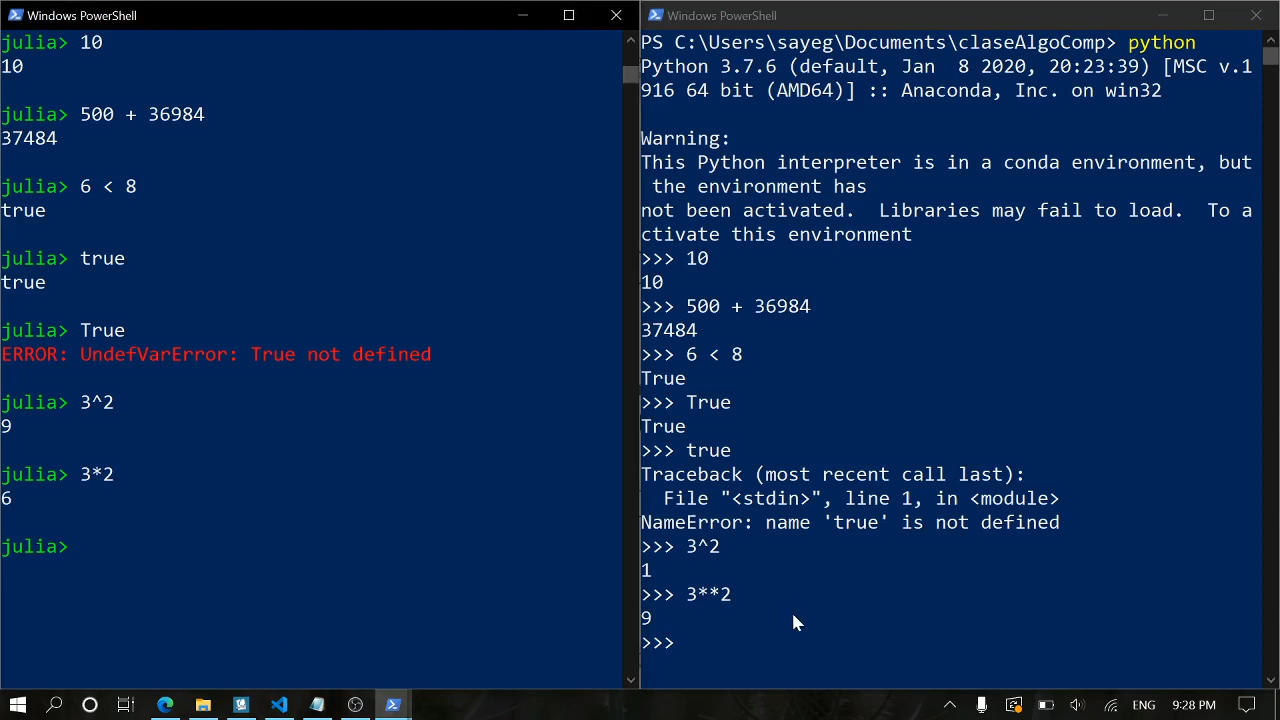 Windows PowerShell
julia> 10
10
julia> 500 + 36984
37484
julia> 6 < 8
true
julia> true
true
julia> True
ERROR: UndefVarError: True not defined
julia> 3^2
9
julia> 3*2
6
julia>
Windows PowerShell
PS C:\Users\sayeg\Documents\claseAlgoComp> python
Python 3.7.6 (default, Jan  8 2020, 20:23:39) [MSC v.1
916 64 bit (AMD64)] :: Anaconda, Inc. on win32
Warning:
This Python interpreter is in a conda environment, but
 the environment has
not been activated.  Libraries may fail to load.  To a
ctivate this environment
>>> 10
10
>>> 500 + 36984
37484
>>> 6 < 8
True
>>> True
True
>>> true
Traceback (most recent call last):
  File "<stdin>", line 1, in <module>
NameError: name 'true' is not defined
>>> 3^2
1
>>> 3**2
9
>>>
ENG 9:28 PM